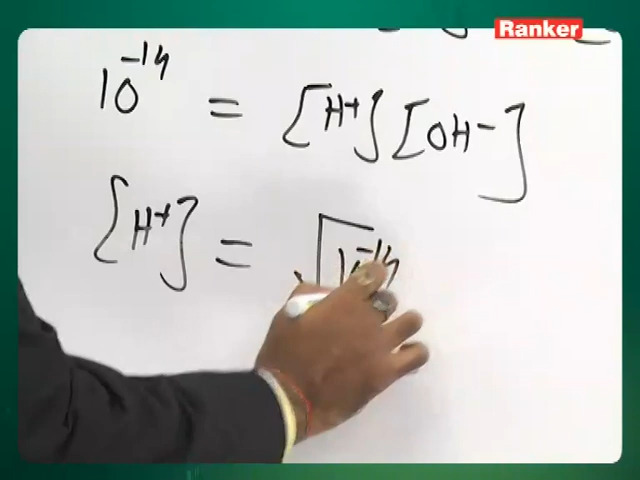 Ranker
10⁻¹⁴ = [H⁺] [OH⁻]
[H⁺] = √10⁻¹⁴